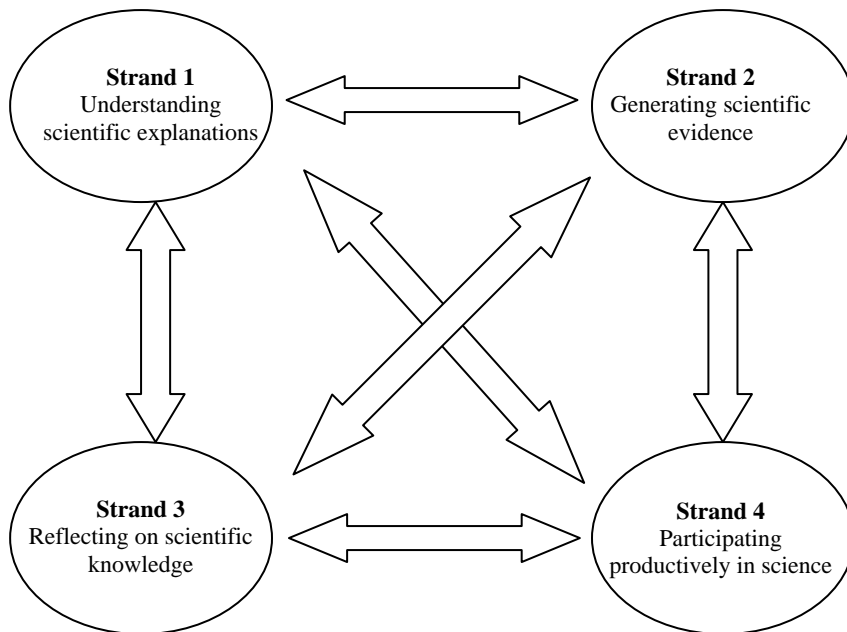 Strand 1
Understanding
scientific explanations
Strand 2
Generating scientific
evidence
Strand 3
Reflecting on scientific
knowledge
Strand 4
Participating
productively in science